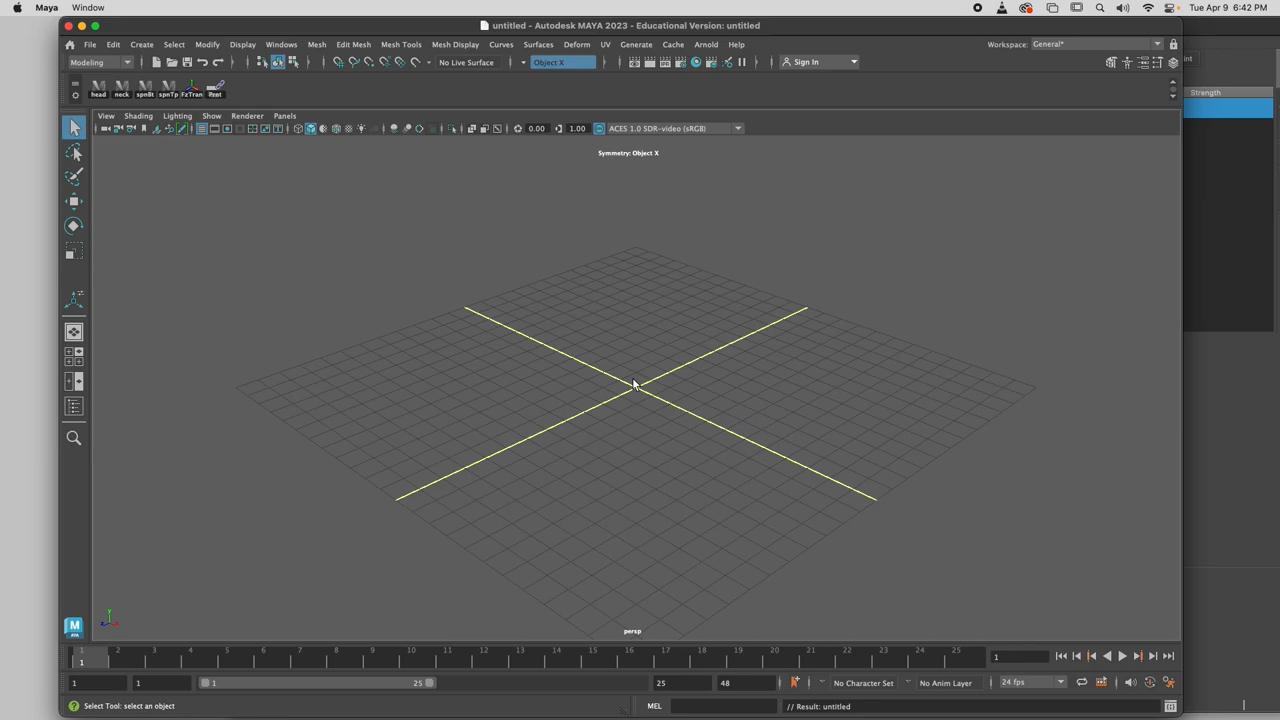 Maya Window Tue Apr 9 6:42 PM
untitled - Autodesk MAYA 2023 - Educational Version: untitled
File Edit Create Select Modify Display Windows Mesh Edit Mesh Mesh Tools Mesh Display Curves Surfaces Deform UV Generate Cache Arnold Help Workspace: General*
Modeling No Live Surface Object X Sign In
head neck spnBt spnTp FzTran Prnt
Strength
View Shading Lighting Show Renderer Panels
0.00 1.00 ACES 1.0 SDR-video (sRGB)
Symmetry: Object X
persp
1 2 3 4 5 6 7 8 9 10 11 12 13 14 15 16 17 18 19 20 21 22 23 24 25
1 1
1 1 1 25 25 48 No Character Set No Anim Layer 24 fps
Select Tool: select an object MEL // Result: untitled